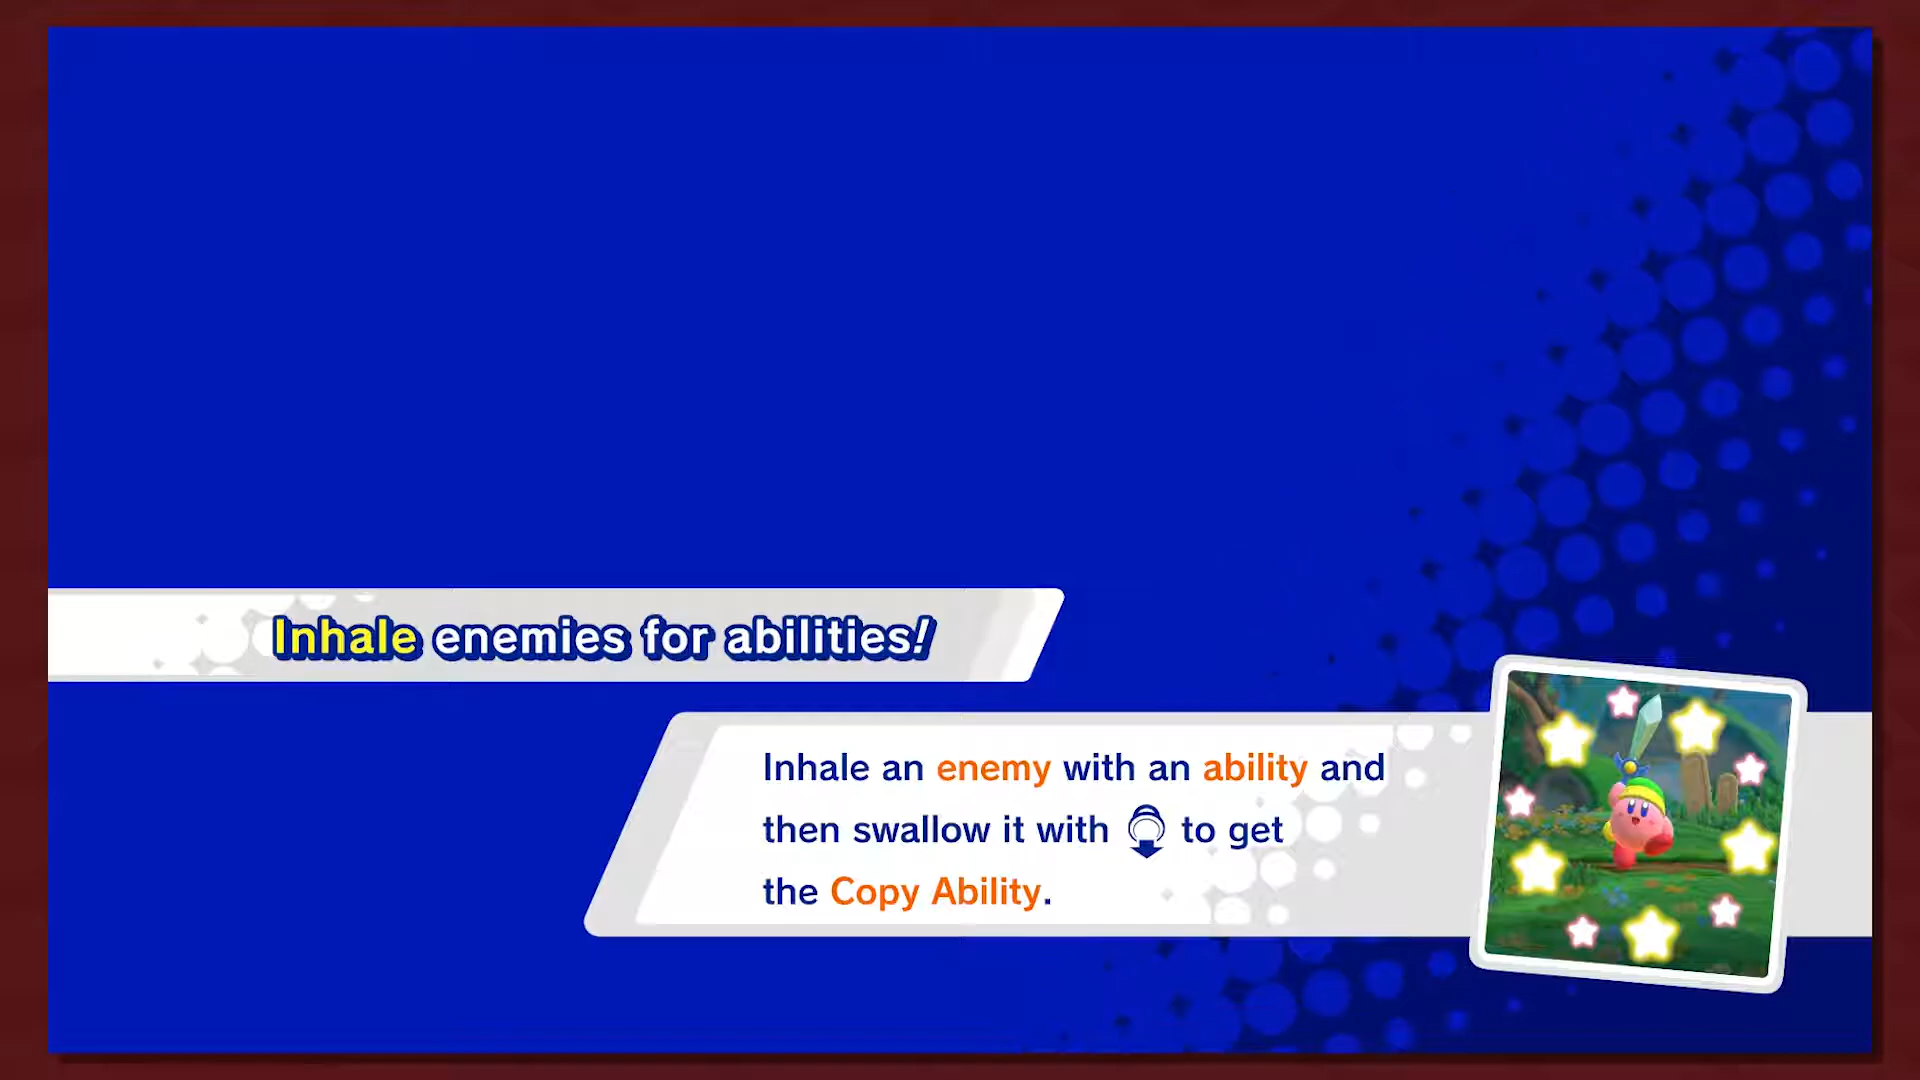 Inhale enemies for abilities!
Inhale an enemy with an ability and
then swallow it with to get
the Copy Ability.